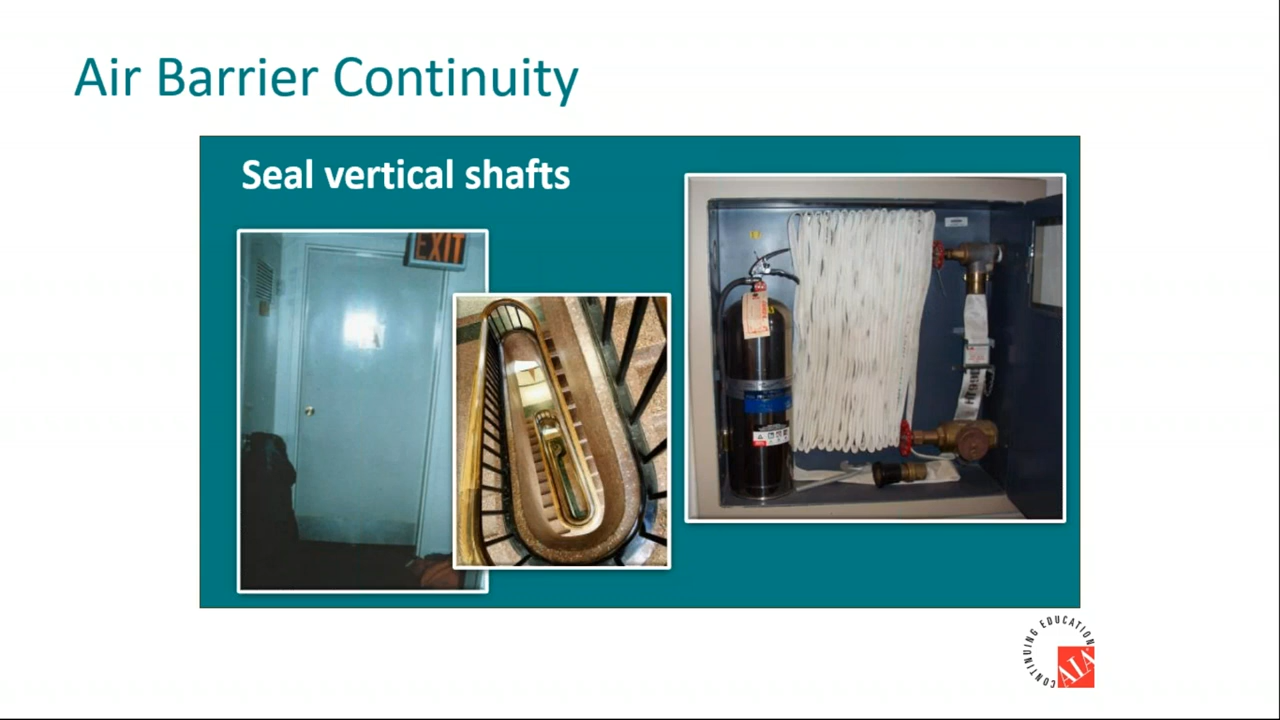 Air Barrier Continuity
Seal vertical shafts
EXIT
CONTINUING EDUCATION
AIA